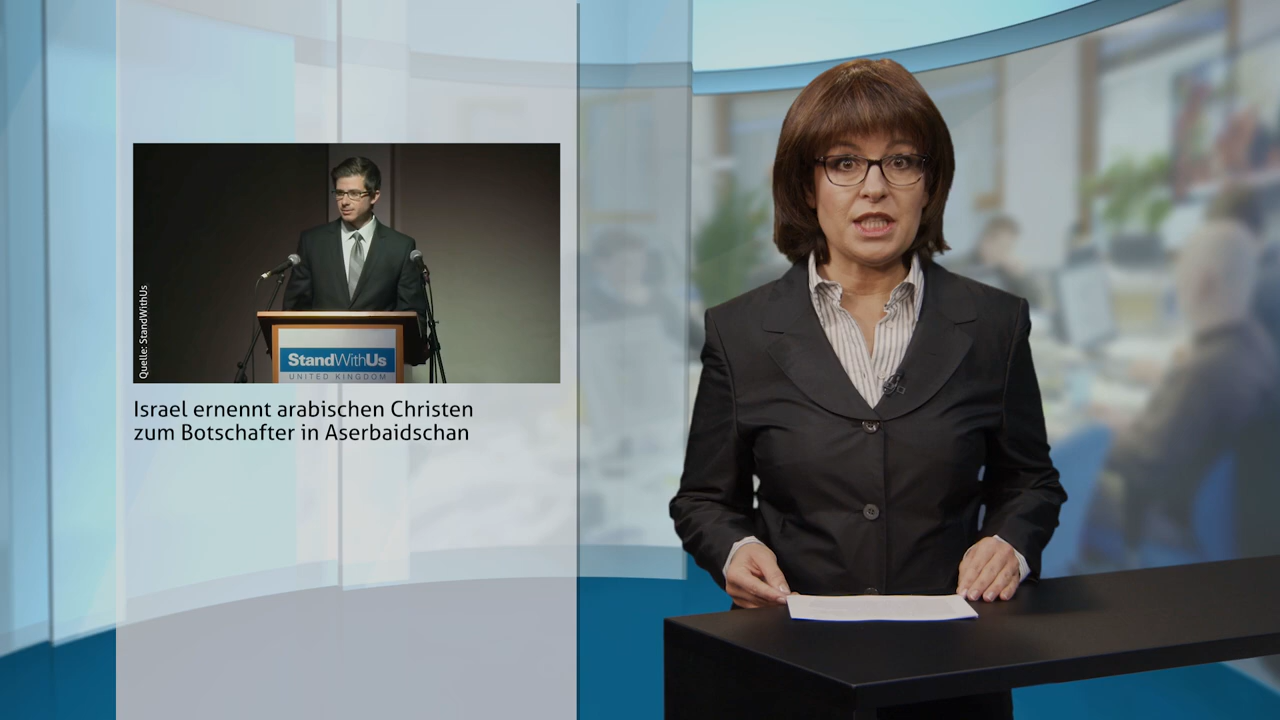 Quelle: StandWithUs
StandWithUs
UNITED KINGDOM
Israel ernennt arabischen Christen
zum Botschafter in Aserbaidschan